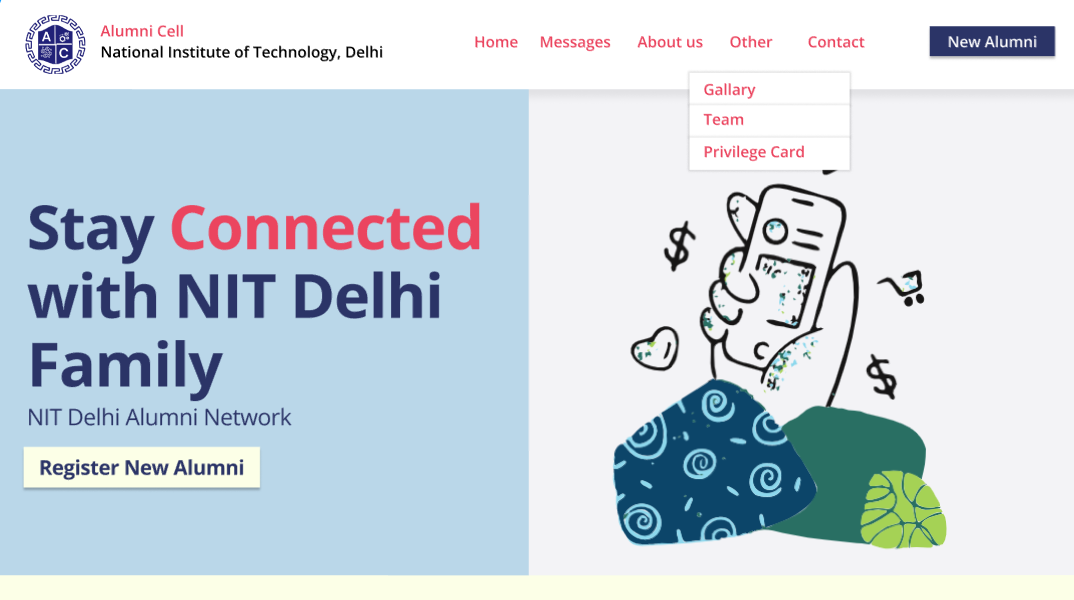 A
C
Alumni Cell
National Institute of Technology, Delhi
Home Messages About us Other Contact
New Alumni
Gallary
Team
Privilege Card
Stay Connected
with NIT Delhi
Family
NIT Delhi Alumni Network
Register New Alumni
$
$